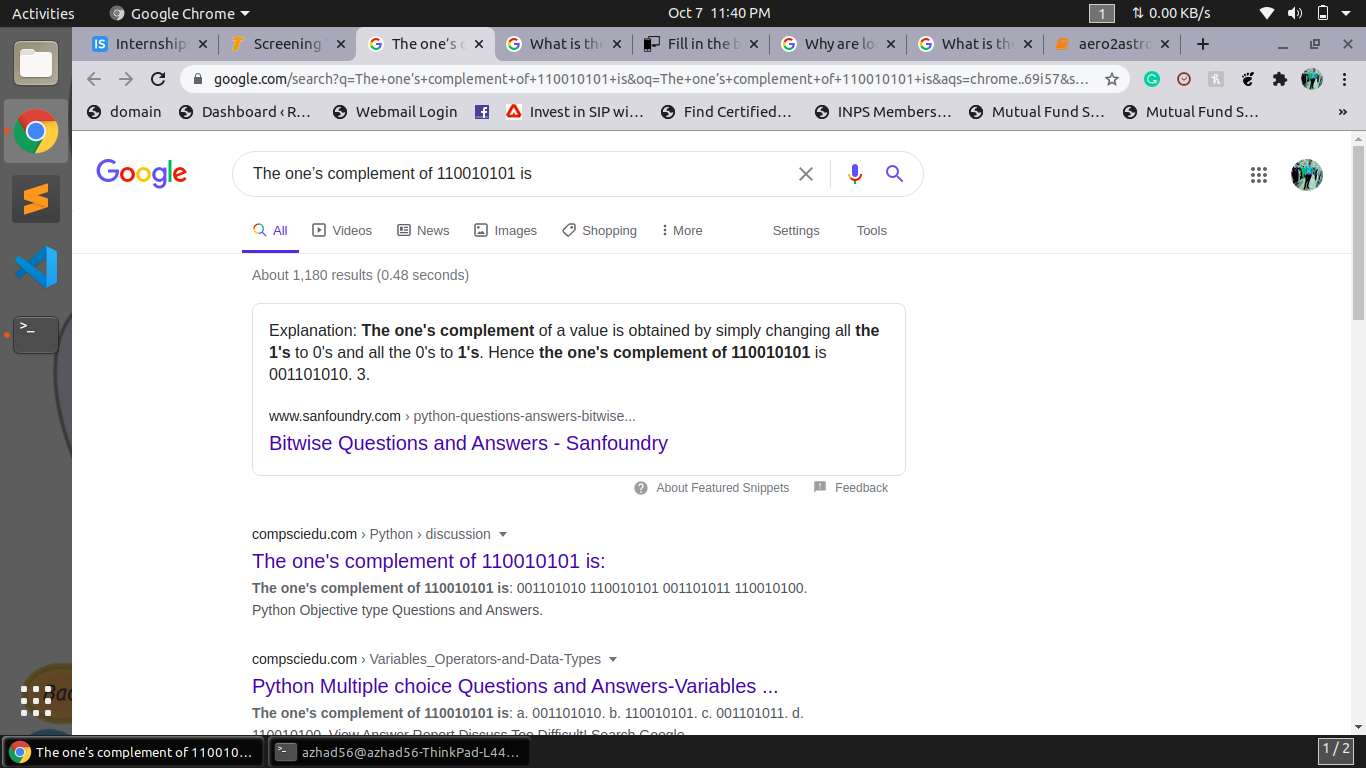 Activities
Google Chrome
Oct 7 11:40 PM
1
0.00 KB/s
Internship
Screening
The one's c
What is the
Fill in the b
Why are lo
What is the
aero2astro
google.com/search?q=The+one's+complement+of+110010101+is&oq=The+one's+complement+of+110010101+is&aqs=chrome..69i57&s...
domain
Dashboard ‹ R...
Webmail Login
Invest in SIP wi...
Find Certified...
INPS Members...
Mutual Fund S...
Mutual Fund S...
»
Google
The one's complement of 110010101 is
All
Videos
News
Images
Shopping
More
Settings
Tools
About 1,180 results (0.48 seconds)
Explanation: The one's complement of a value is obtained by simply changing all the
1's to 0's and all the 0's to 1's. Hence the one's complement of 110010101 is
001101010. 3.
www.sanfoundry.com › python-questions-answers-bitwise...
Bitwise Questions and Answers - Sanfoundry
About Featured Snippets
Feedback
compsciedu.com › Python › discussion
The one's complement of 110010101 is:
The one's complement of 110010101 is: 001101010 110010101 001101011 110010100.
Python Objective type Questions and Answers.
compsciedu.com › Variables_Operators-and-Data-Types
Python Multiple choice Questions and Answers-Variables ...
The one's complement of 110010101 is: a. 001101010. b. 110010101. c. 001101011. d.
110010100. View Answer Report Discuss Too Difficult! Search Google.
The one's complement of 110010...
azhad56@azhad56-ThinkPad-L44...
1 / 2